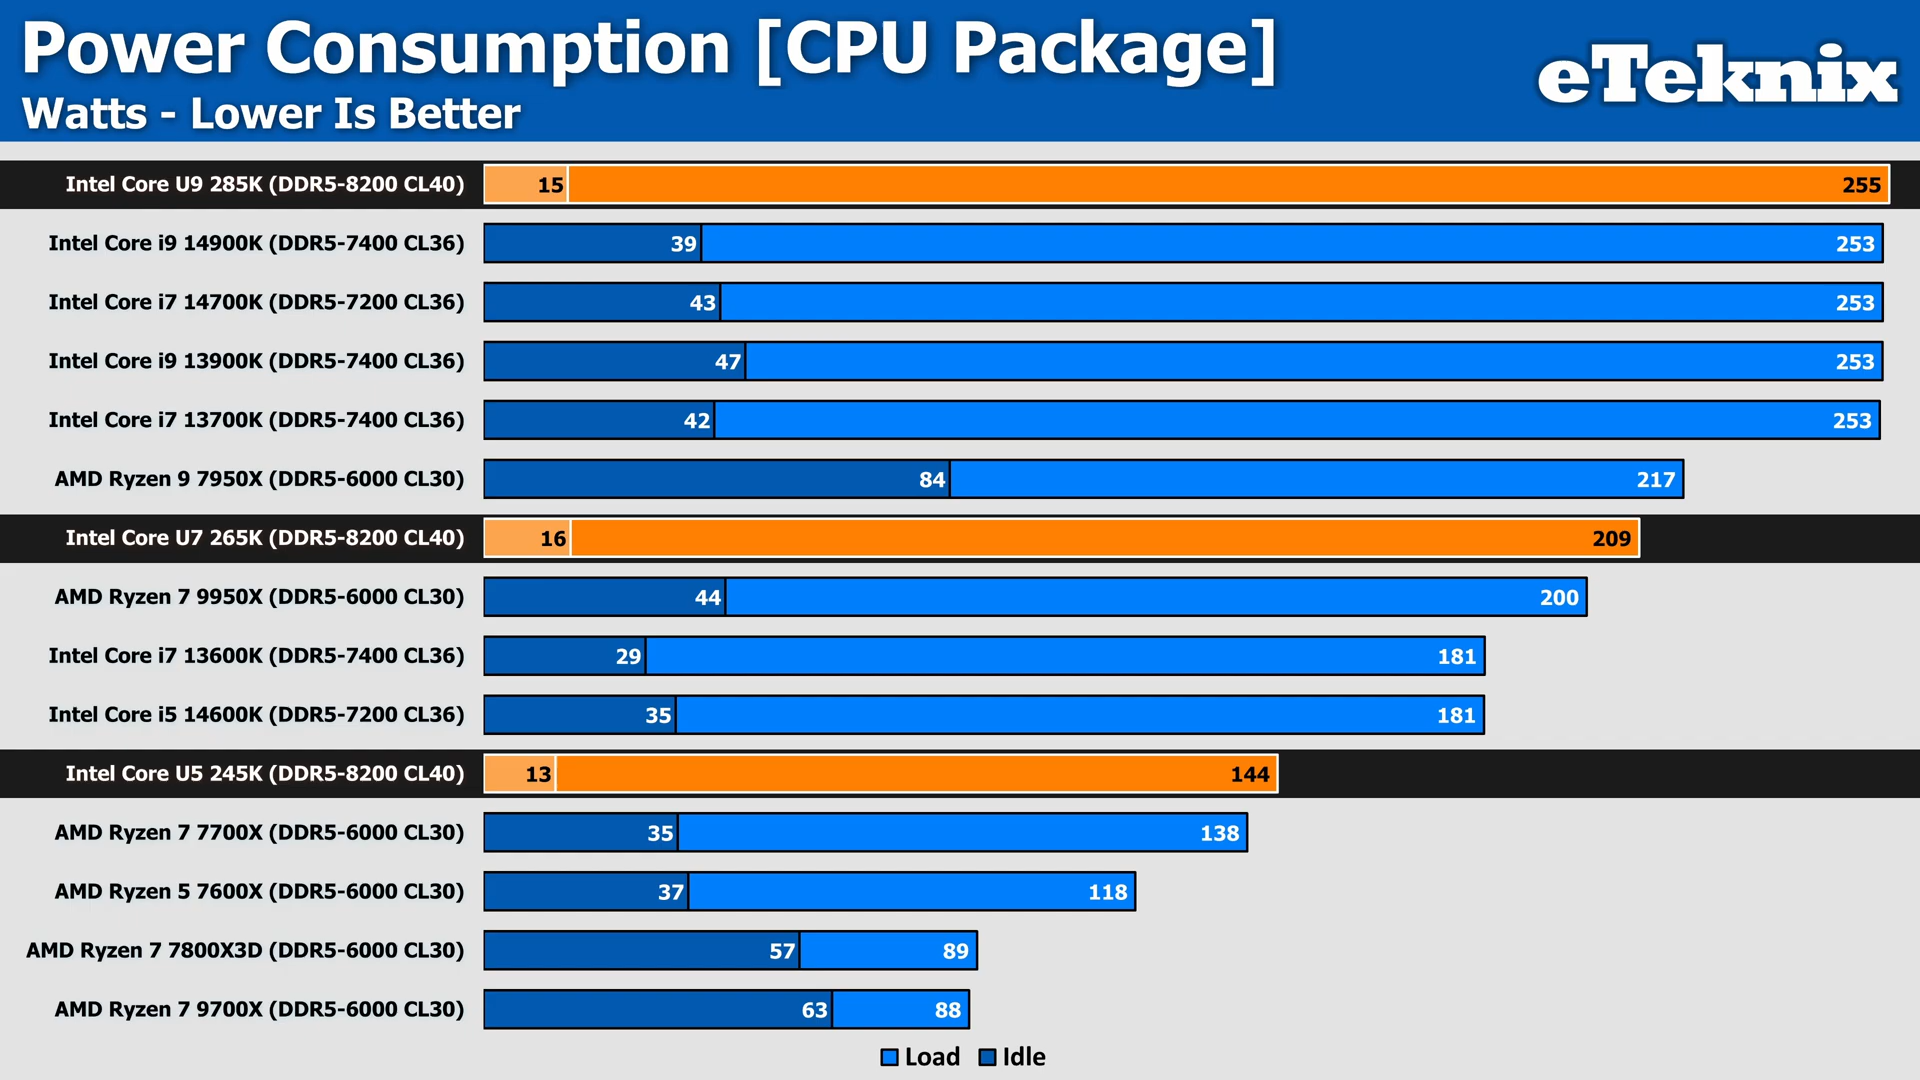 Power Consumption [CPU Package]
Watts - Lower Is Better
eTeknix
Intel Core U9 285K (DDR5-8200 CL40) 15 255
Intel Core i9 14900K (DDR5-7400 CL36) 39 253
Intel Core i7 14700K (DDR5-7200 CL36) 43 253
Intel Core i9 13900K (DDR5-7400 CL36) 47 253
Intel Core i7 13700K (DDR5-7400 CL36) 42 253
AMD Ryzen 9 7950X (DDR5-6000 CL30) 84 217
Intel Core U7 265K (DDR5-8200 CL40) 16 209
AMD Ryzen 7 9950X (DDR5-6000 CL30) 44 200
Intel Core i7 13600K (DDR5-7400 CL36) 29 181
Intel Core i5 14600K (DDR5-7200 CL36) 35 181
Intel Core U5 245K (DDR5-8200 CL40) 13 144
AMD Ryzen 7 7700X (DDR5-6000 CL30) 35 138
AMD Ryzen 5 7600X (DDR5-6000 CL30) 37 118
AMD Ryzen 7 7800X3D (DDR5-6000 CL30) 57 89
AMD Ryzen 7 9700X (DDR5-6000 CL30) 63 88
Load Idle